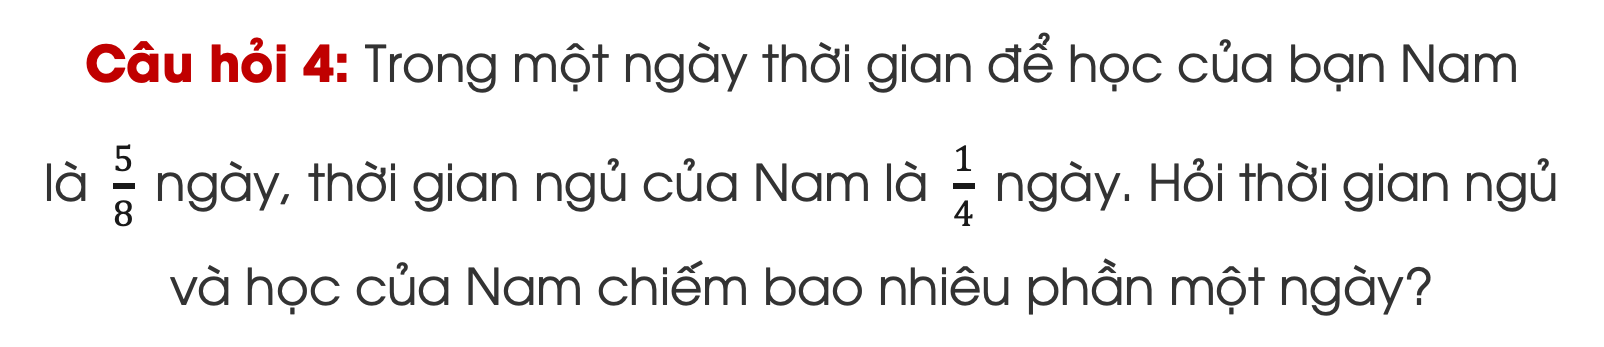 Câu hỏi 4: Trong một ngày thời gian để học của bạn Nam
là 5/8 ngày, thời gian ngủ của Nam là 1/4 ngày. Hỏi thời gian ngủ
và học của Nam chiếm bao nhiêu phần một ngày?